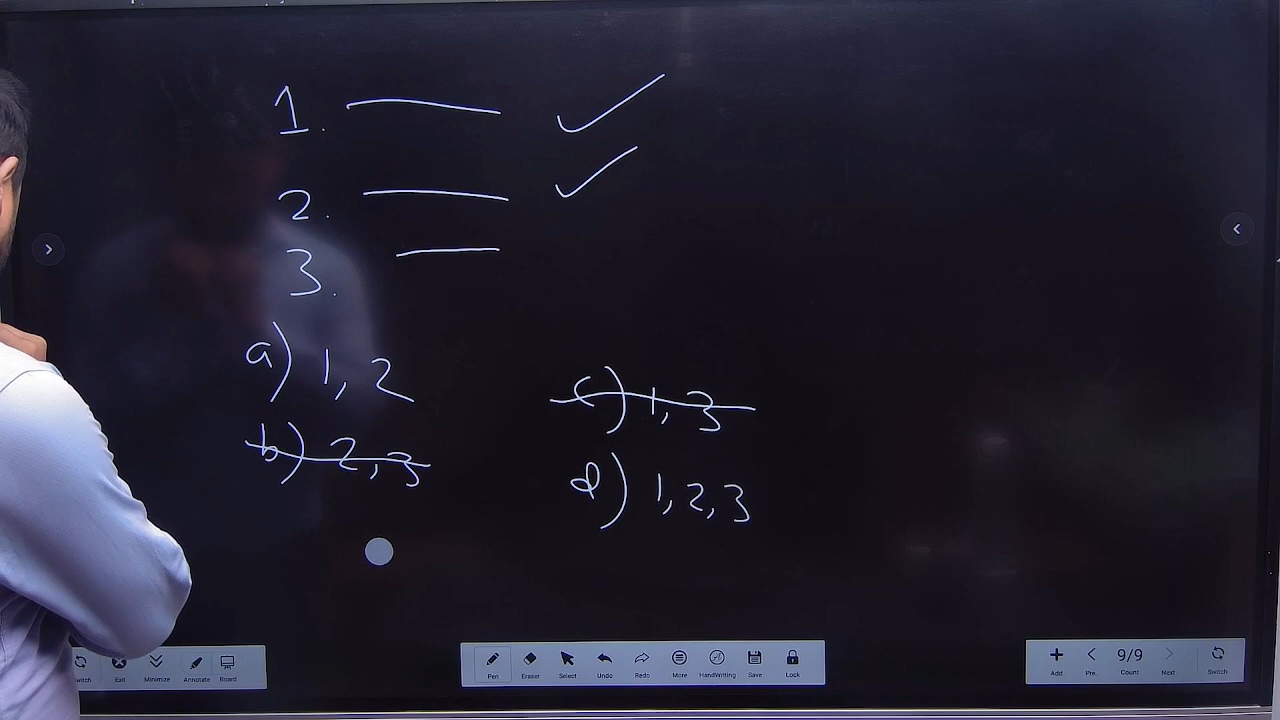 1.
2.
3.
a) 1, 2
c) 1, 3
b) 2, 3
d) 1, 2, 3
Switch Exit Minimize Annotate Board
Pen Eraser Select Undo Redo More HandWriting Save Lock
9/9
Add Pre. Count Next Switch